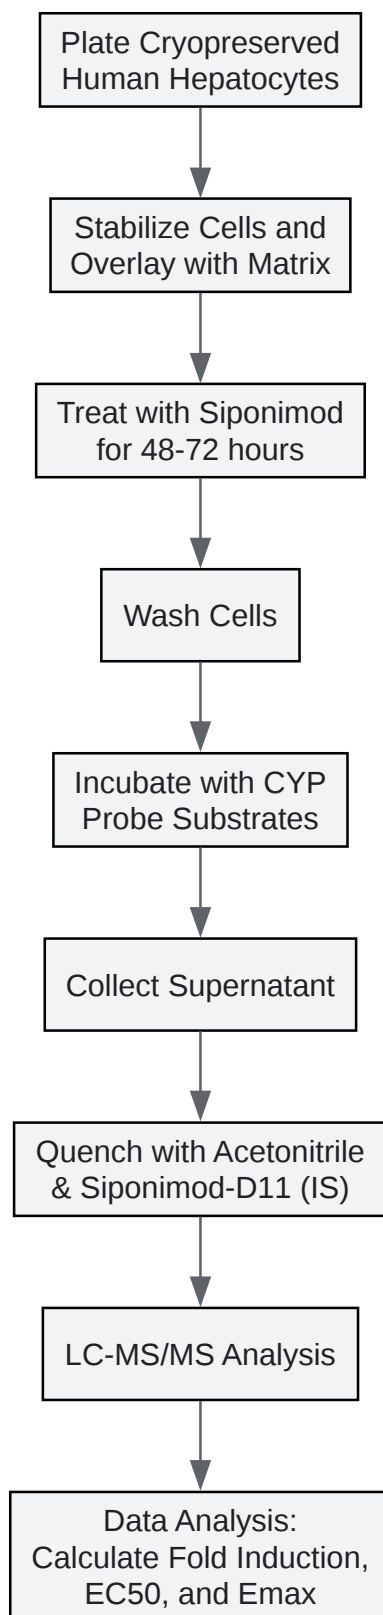 Plate Cryopreserved
Human Hepatocytes
Stabilize Cells and
Overlay with Matrix
Treat with Siponimod
for 48-72 hours
Wash Cells
Incubate with CYP
Probe Substrates
Collect Supernatant
Quench with Acetonitrile
& Siponimod-D11 (IS)
LC-MS/MS Analysis
Data Analysis:
Calculate Fold Induction,
EC50, and Emax